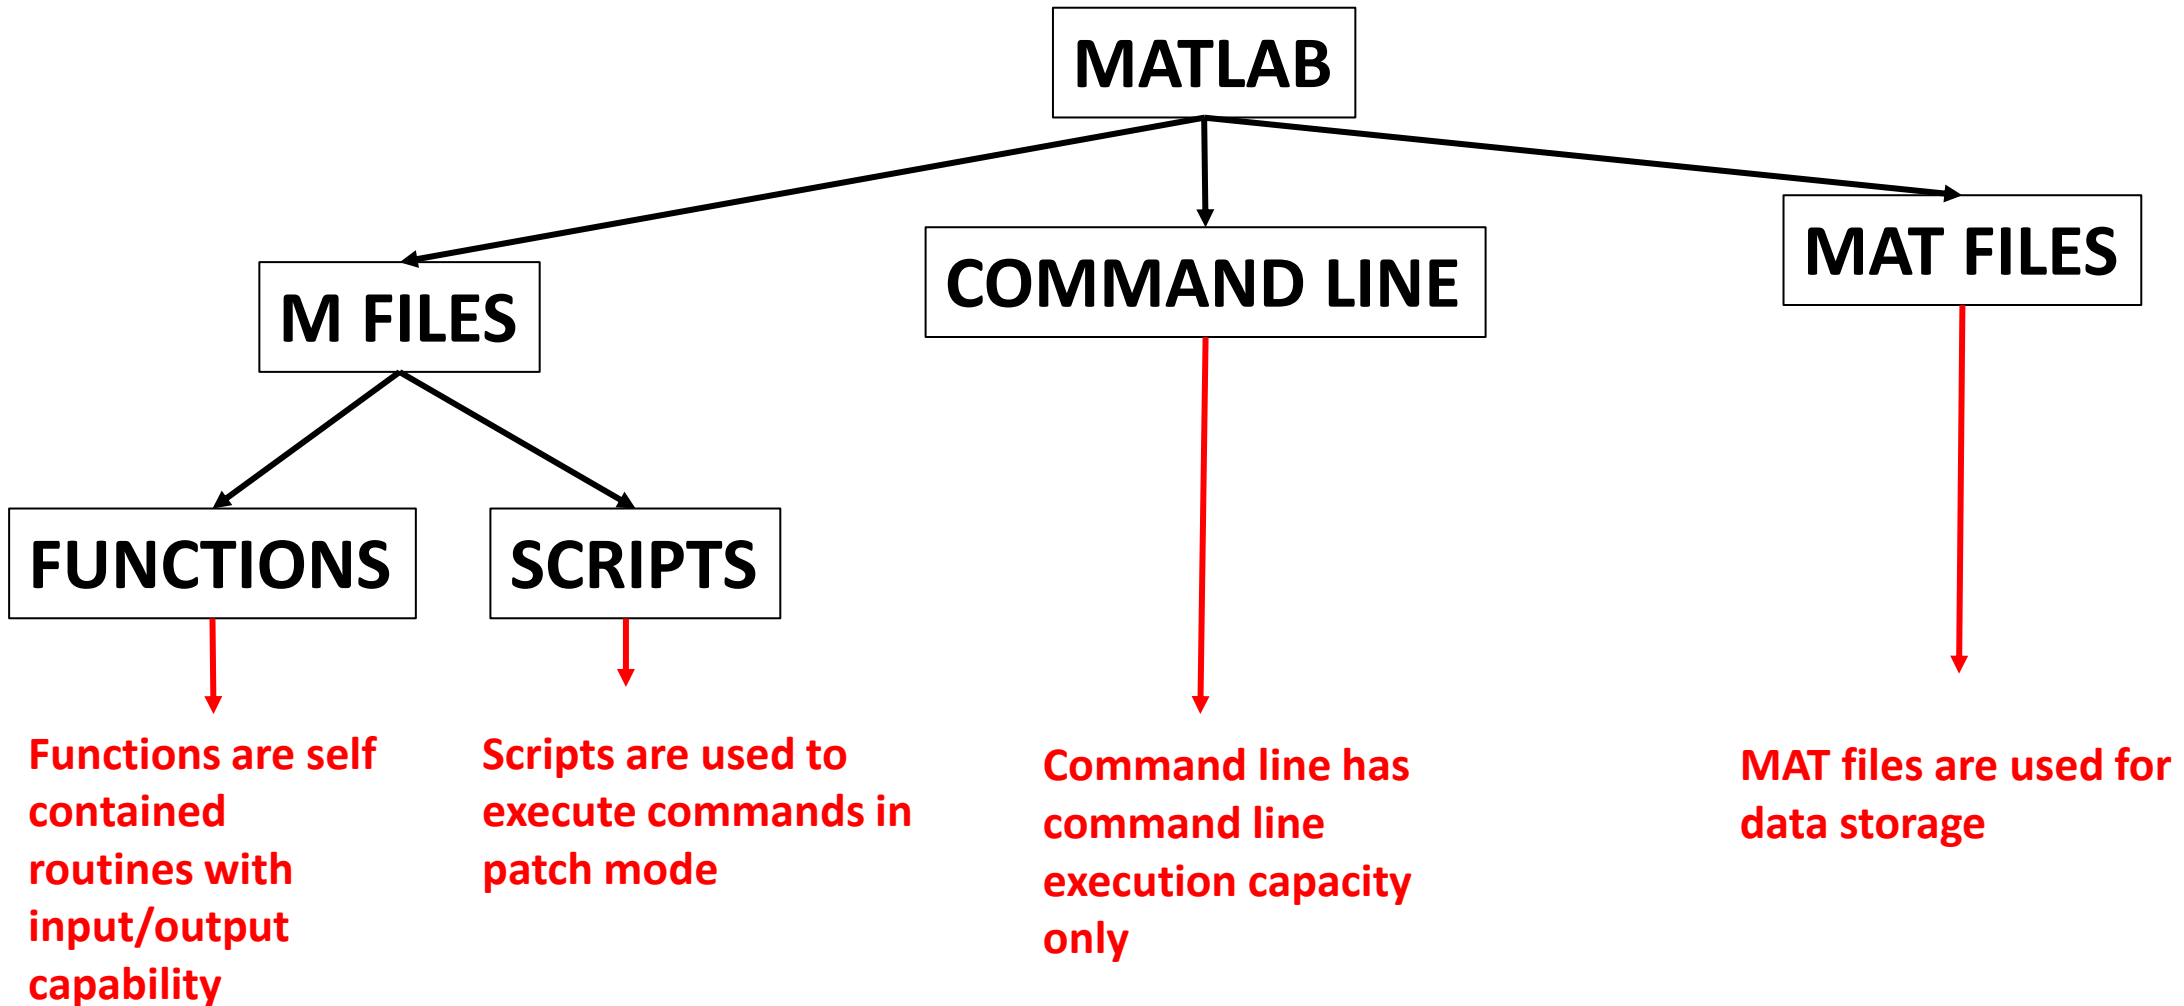 MATLAB
M FILES
COMMAND LINE
MAT FILES
FUNCTIONS
SCRIPTS
Functions are self
contained
routines with
input/output
capability
Scripts are used to
execute commands in
patch mode
Command line has
command line
execution capacity
only
MAT files are used for
data storage